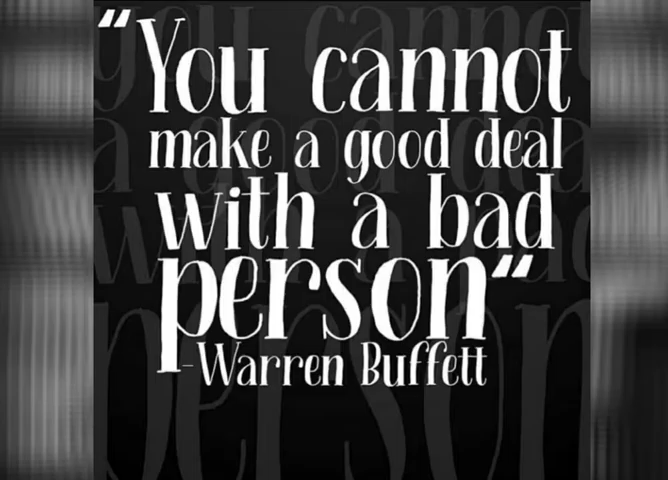 “You cannot
make a good deal
with a bad
person“
-Warren Buffett